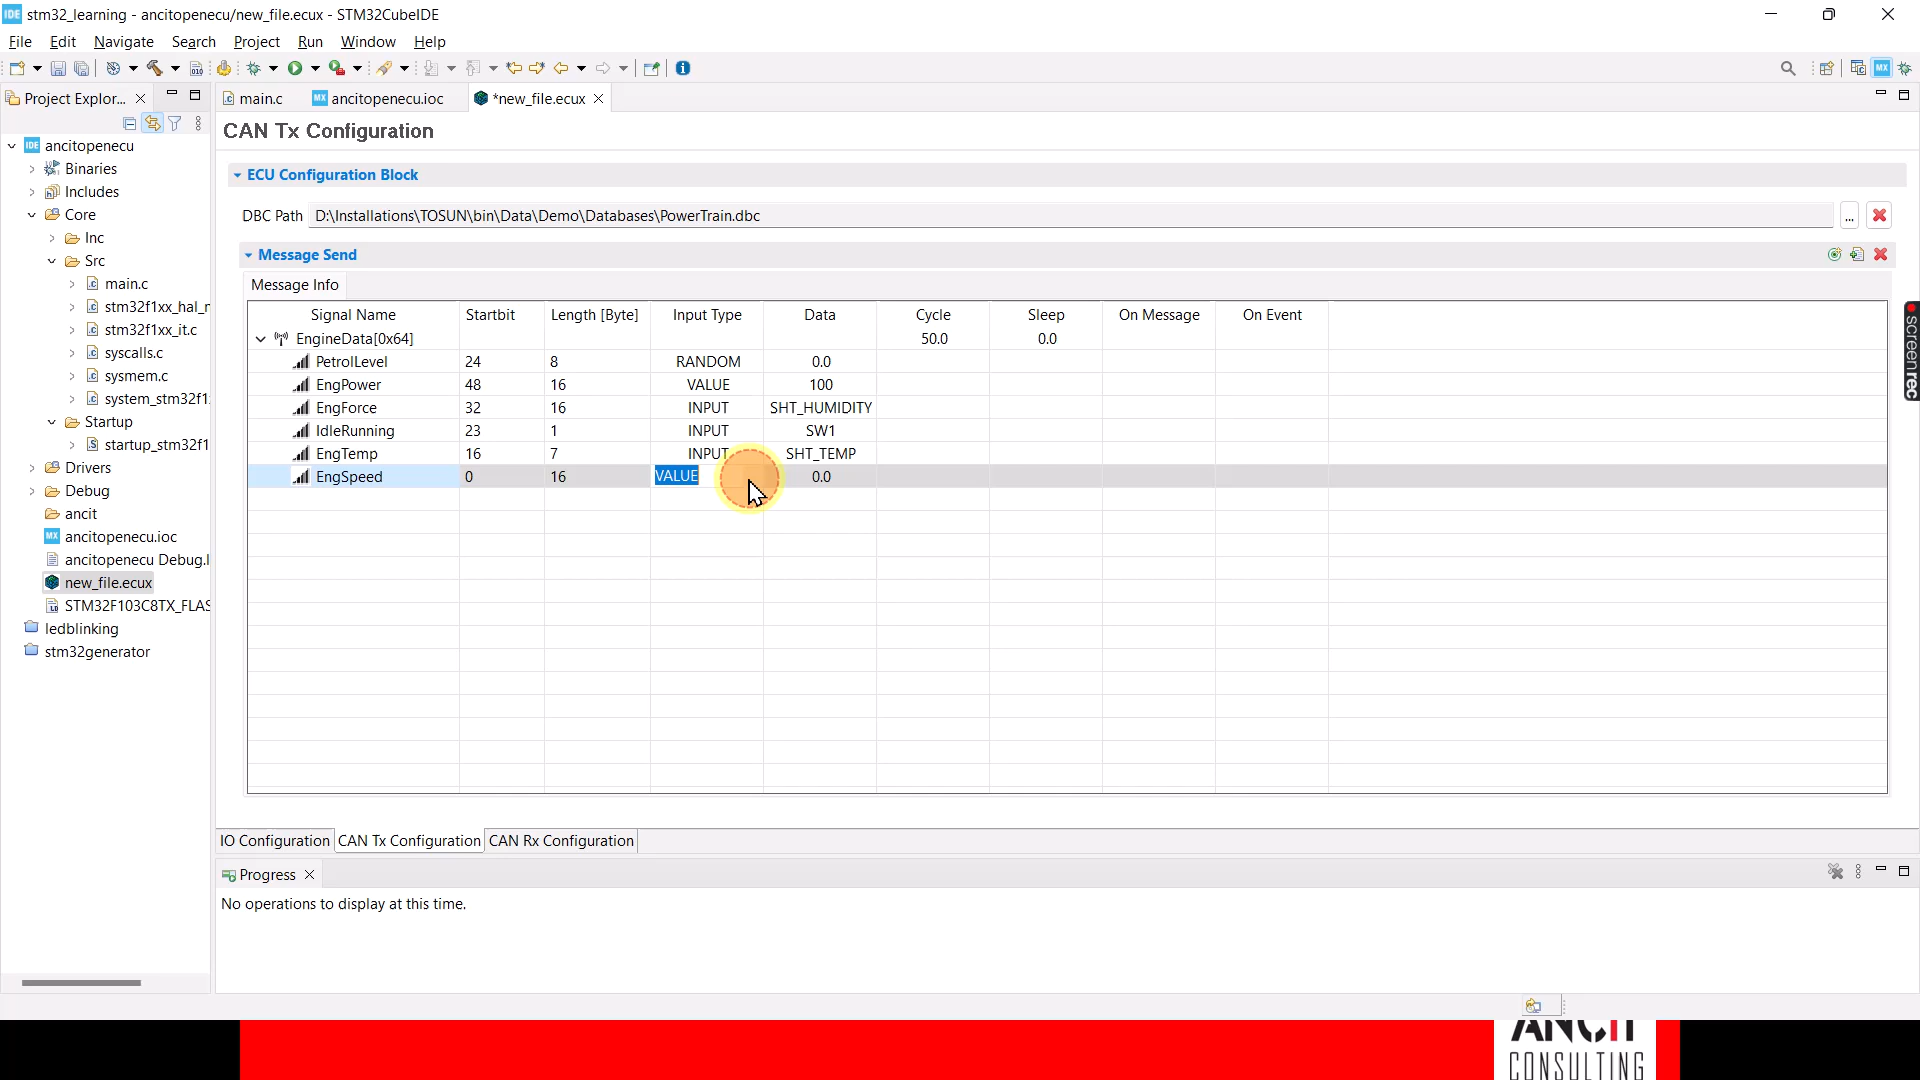 stm32_learning - ancitopenecu/new_file.ecux - STM32CubeIDE
File Edit Navigate Search Project Run Window Help
Project Explor...
main.c
ancitopenecu.ioc
*new_file.ecux
CAN Tx Configuration
ECU Configuration Block
DBC Path D:\Installations\TOSUN\bin\Data\Demo\Databases\PowerTrain.dbc ...
Message Send
Message Info
Signal Name Startbit Length [Byte] Input Type Data Cycle Sleep On Message On Event
EngineData[0x64] 50.0 0.0
PetrolLevel 24 8 RANDOM 0.0
EngPower 48 16 VALUE 100
EngForce 32 16 INPUT SHT_HUMIDITY
IdleRunning 23 1 INPUT SW1
EngTemp 16 7 INPUT SHT_TEMP
EngSpeed 0 16 VALUE 0.0
ancitopenecu
Binaries
Includes
Core
Inc
Src
main.c
stm32f1xx_hal_r
stm32f1xx_it.c
syscalls.c
sysmem.c
system_stm32f1:
Startup
startup_stm32f1
Drivers
Debug
ancit
ancitopenecu.ioc
ancitopenecu Debug.l
new_file.ecux
STM32F103C8TX_FLAS
ledblinking
stm32generator
IO Configuration CAN Tx Configuration CAN Rx Configuration
Progress
No operations to display at this time.
screenrec
ANCIT
CONSULTING